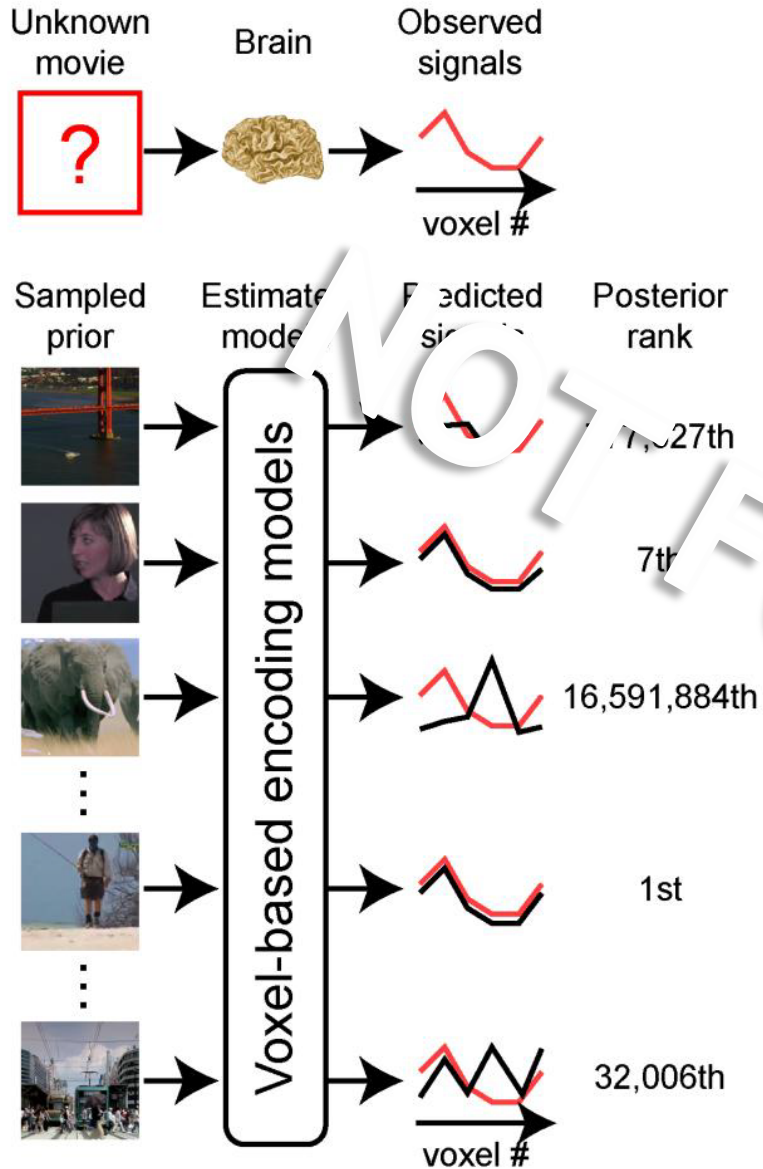 Unknown
movie
Brain
Observed
signals
?
voxel #
Sampled
prior
Posterior
rank
Voxel-based encoding models
7th
16,591,884th
1st
32,006th
voxel #
NOT